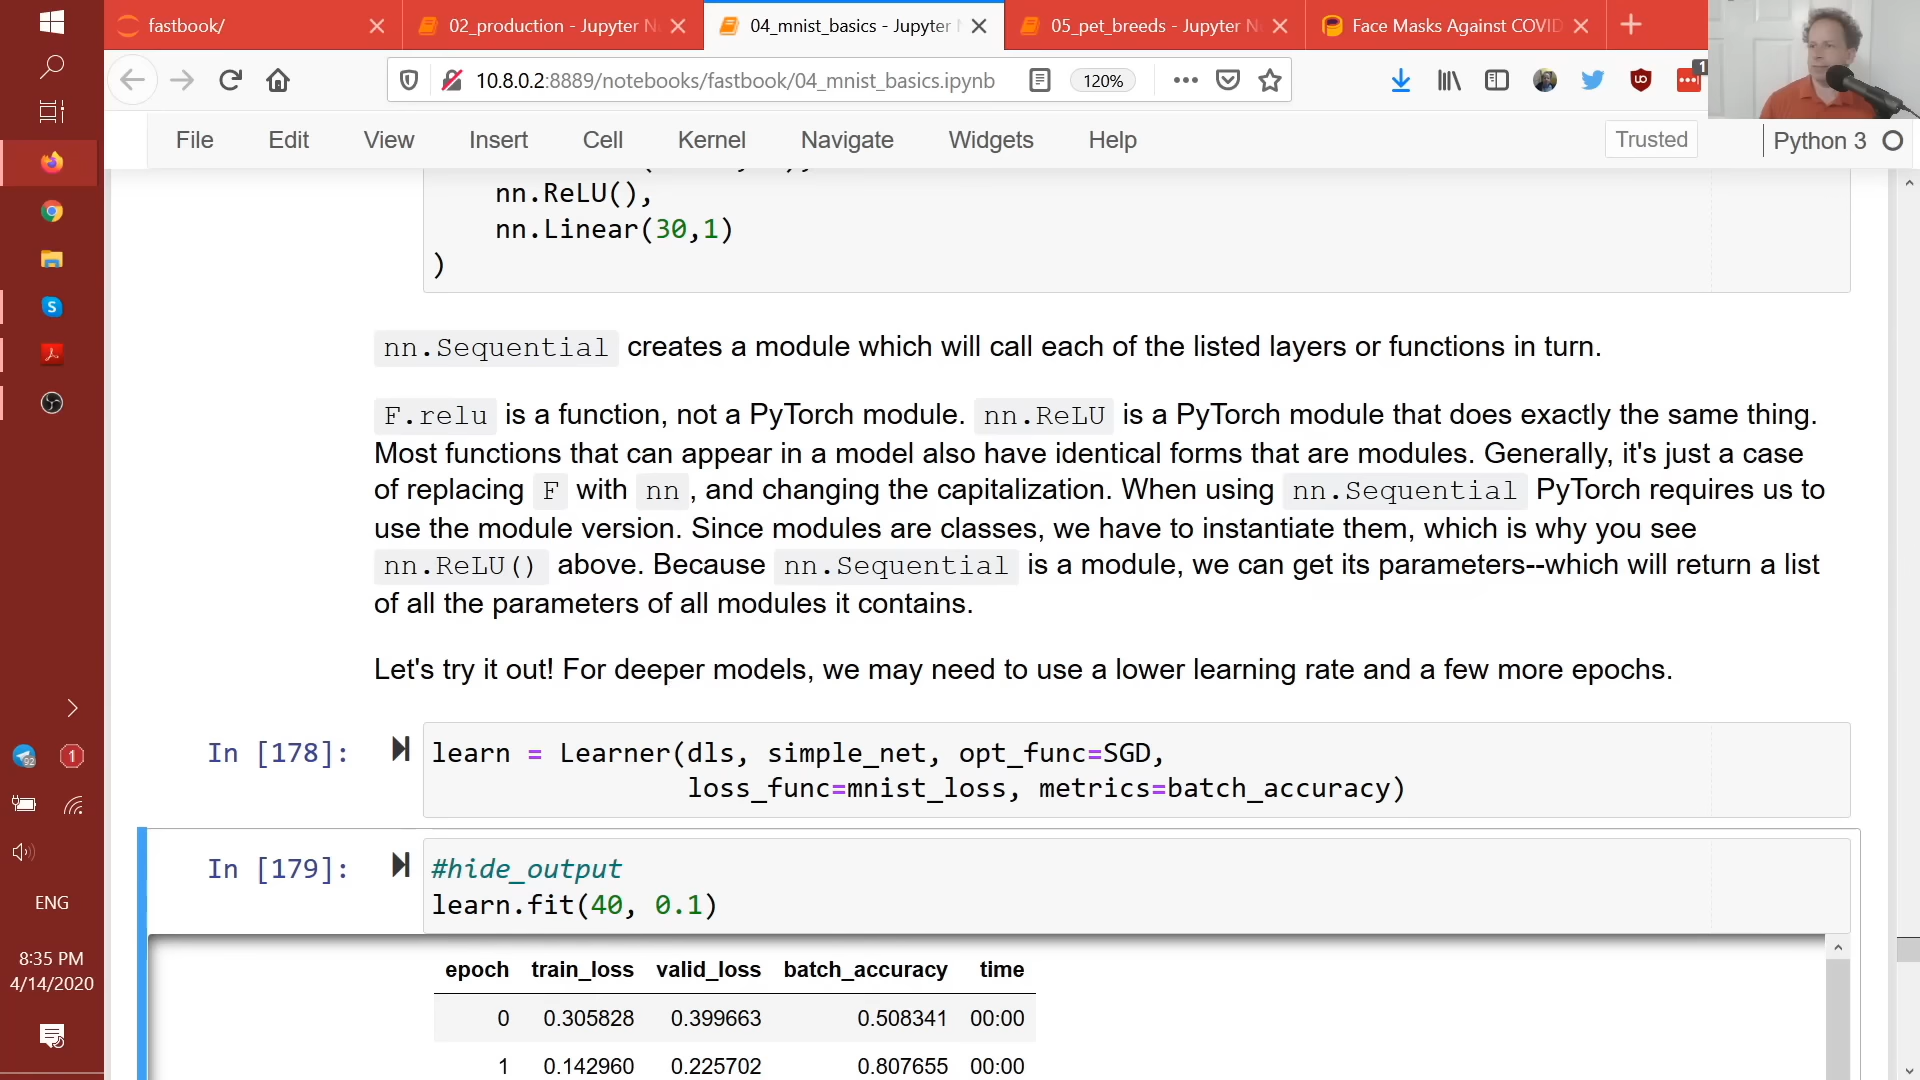 fastbook/
02_production - Jupyter N
04_mnist_basics - Jupyter
05_pet_breeds - Jupyter N
Face Masks Against COVID
10.8.0.2:8889/notebooks/fastbook/04_mnist_basics.ipynb
120%
1
File Edit View Insert Cell Kernel Navigate Widgets Help
Trusted
Python 3
nn.ReLU(),
nn.Linear(30,1)
)
nn.Sequential creates a module which will call each of the listed layers or functions in turn.
F.relu is a function, not a PyTorch module. nn.ReLU is a PyTorch module that does exactly the same thing.
Most functions that can appear in a model also have identical forms that are modules. Generally, it's just a case
of replacing F with nn , and changing the capitalization. When using nn.Sequential PyTorch requires us to
use the module version. Since modules are classes, we have to instantiate them, which is why you see
nn.ReLU() above. Because nn.Sequential is a module, we can get its parameters--which will return a list
of all the parameters of all modules it contains.
Let's try it out! For deeper models, we may need to use a lower learning rate and a few more epochs.
In [178]:
learn = Learner(dls, simple_net, opt_func=SGD,
loss_func=mnist_loss, metrics=batch_accuracy)
In [179]:
#hide_output
learn.fit(40, 0.1)
epoch train_loss valid_loss batch_accuracy time
0 0.305828 0.399663 0.508341 00:00
1 0.142960 0.225702 0.807655 00:00
92
1
ENG
8:35 PM
4/14/2020